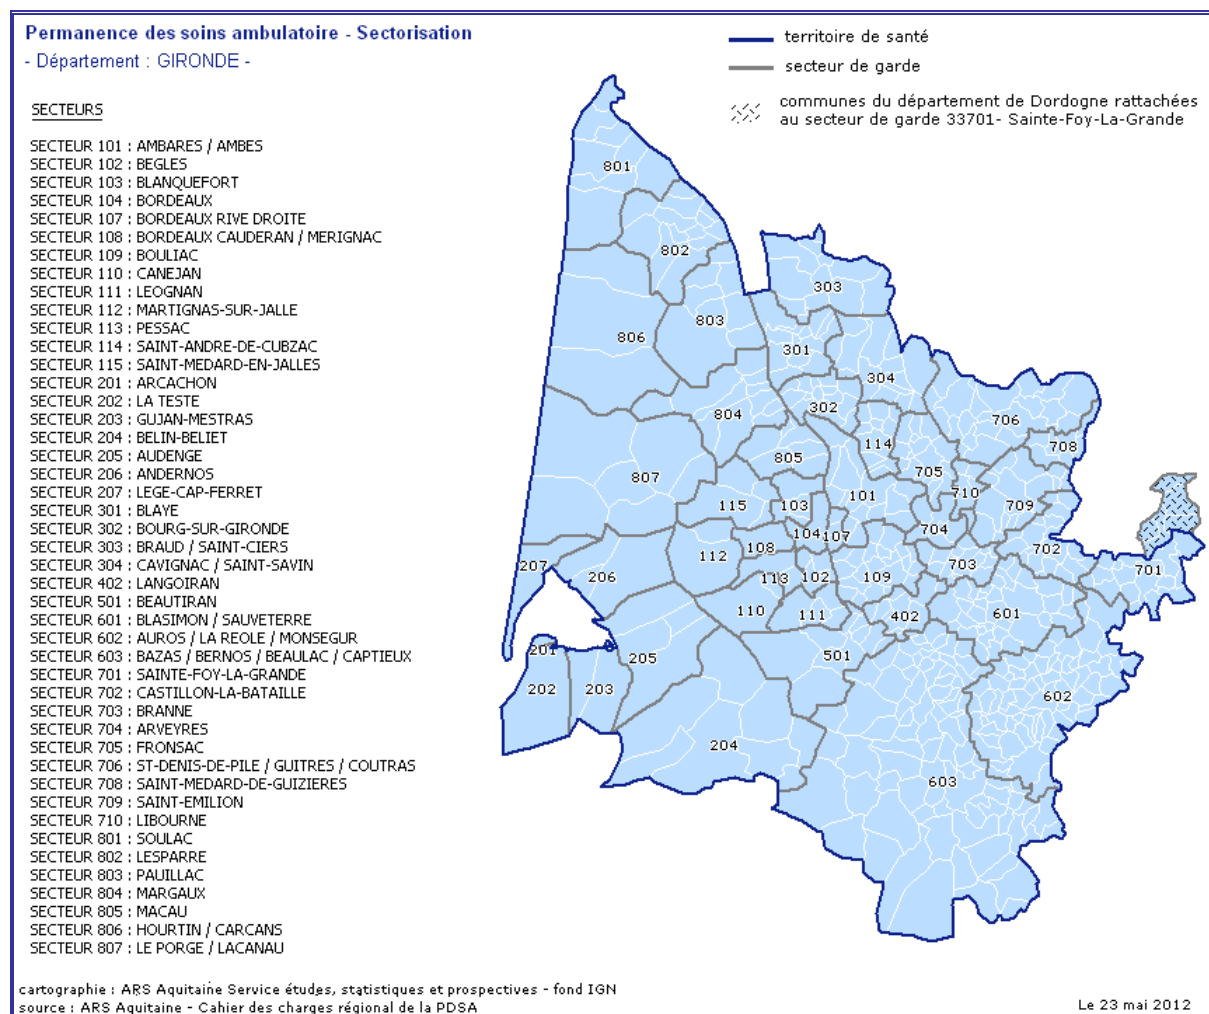 Permanence des soins ambulatoire - Sectorisation
- Département : GIRONDE -
territoire de santé
secteur de garde
communes du département de Dordogne rattachées
au secteur de garde 33701- Sainte-Foy-La-Grande
SECTEURS
SECTEUR 101 : AMBARES / AMBES
SECTEUR 102 : BEGLES
SECTEUR 103 : BLANQUEFORT
SECTEUR 104 : BORDEAUX
SECTEUR 107 : BORDEAUX RIVE DROITE
SECTEUR 108 : BORDEAUX CAUDERAN / MERIGNAC
SECTEUR 109 : BOULIAC
SECTEUR 110 : CANEJAN
SECTEUR 111 : LEOGNAN
SECTEUR 112 : MARTIGNAS-SUR-JALLE
SECTEUR 113 : PESSAC
SECTEUR 114 : SAINT-ANDRE-DE-CUBZAC
SECTEUR 115 : SAINT-MEDARD-EN-JALLES
SECTEUR 201 : ARCACHON
SECTEUR 202 : LA TESTE
SECTEUR 203 : GUJAN-MESTRAS
SECTEUR 204 : BELIN-BELIET
SECTEUR 205 : AUDENGE
SECTEUR 206 : ANDERNOS
SECTEUR 207 : LEGE-CAP-FERRET
SECTEUR 301 : BLAYE
SECTEUR 302 : BOURG-SUR-GIRONDE
SECTEUR 303 : BRAUD / SAINT-CIERS
SECTEUR 304 : CAVIGNAC / SAINT-SAVIN
SECTEUR 402 : LANGOIRAN
SECTEUR 501 : BEAUTIRAN
SECTEUR 601 : BLASIMON / SAUVETERRE
SECTEUR 602 : AUROS / LA REOLE / MONSEGUR
SECTEUR 603 : BAZAS / BERNOS / BEAULAC / CAPTIEUX
SECTEUR 701 : SAINTE-FOY-LA-GRANDE
SECTEUR 702 : CASTILLON-LA-BATAILLE
SECTEUR 703 : BRANNE
SECTEUR 704 : ARVEYRES
SECTEUR 705 : FRONSAC
SECTEUR 706 : ST-DENIS-DE-PILE / GUITRES / COUTRAS
SECTEUR 708 : SAINT-MEDARD-DE-GUIZIERES
SECTEUR 709 : SAINT-EMILION
SECTEUR 710 : LIBOURNE
SECTEUR 801 : SOULAC
SECTEUR 802 : LESPARRE
SECTEUR 803 : PAUILLAC
SECTEUR 804 : MARGAUX
SECTEUR 805 : MACAU
SECTEUR 806 : HOURTIN / CARCANS
SECTEUR 807 : LE PORGE / LACANAU
801
802
303
803
806
301
304
302
804
706
114
708
805
705
807
710
101
115
103
709
704
104
107
108
702
112
703
207
206
701
113
102
109
110
111
402
601
201
205
501
202
203
602
204
603
cartographie : ARS Aquitaine Service études, statistiques et prospectives - fond IGN
source : ARS Aquitaine - Cahier des charges régional de la PDSA
Le 23 mai 2012